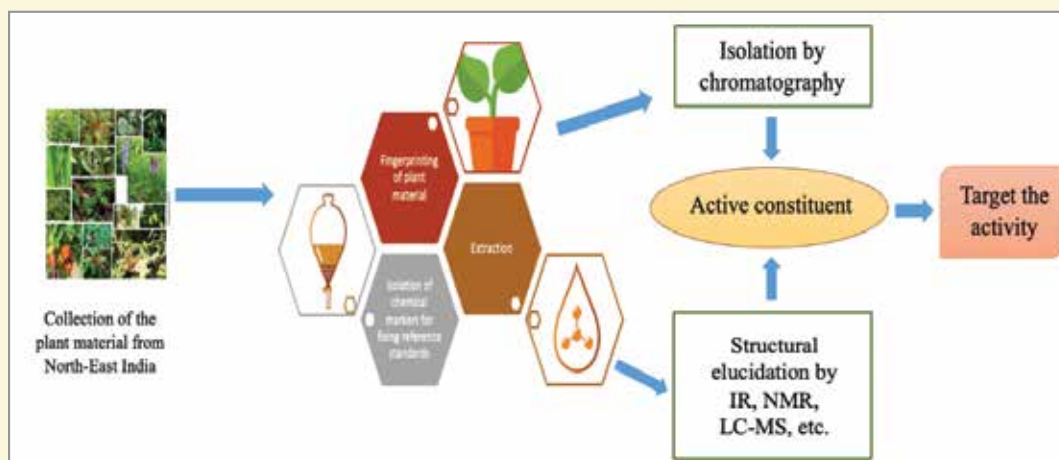 Collection of the
plant material from
North-East India
Fingerprinting
of plant
material
Extraction
Isolation of
chemical
markers for
fixing reference
standards
Isolation by
chromatography
Active constituent
Structural
elucidation by
IR, NMR,
LC-MS, etc.
Target the
activity